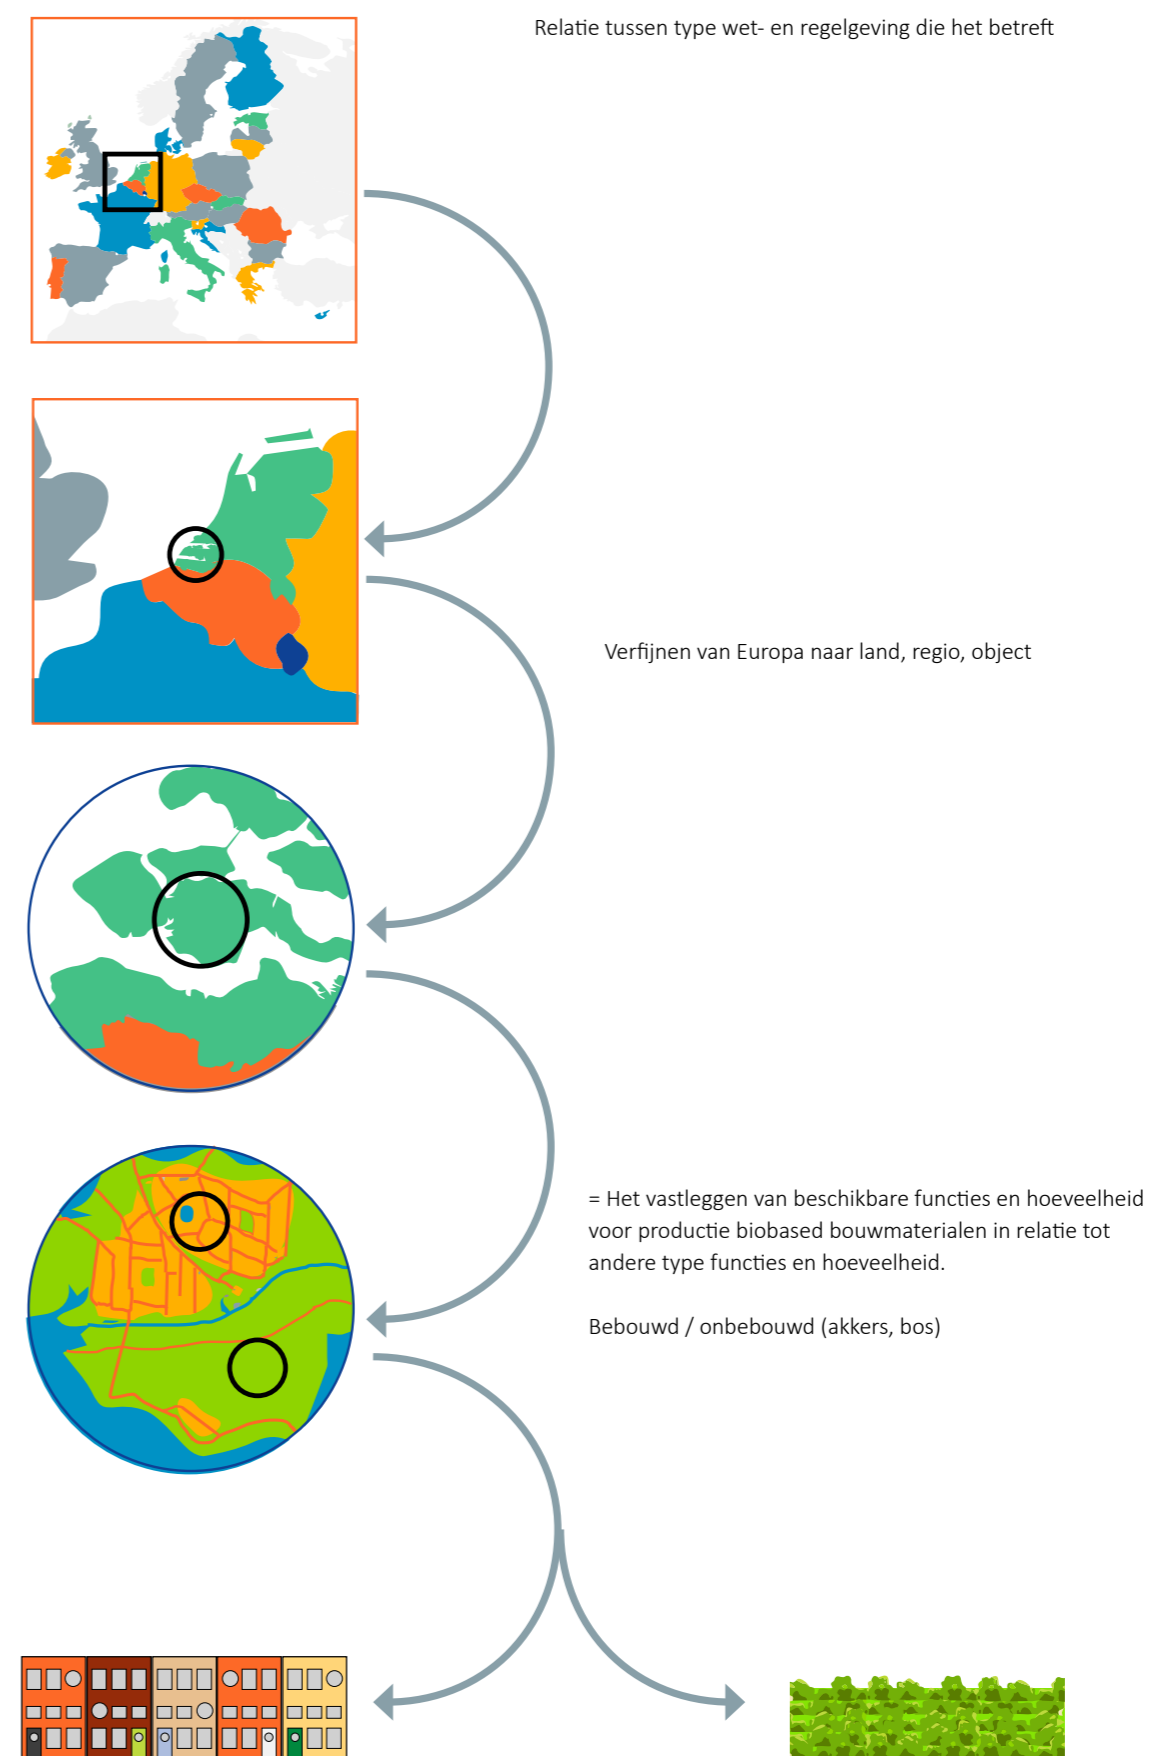 Relatie tussen type wet- en regelgeving die het betreft
Verfijnen van Europa naar land, regio, object
= Het vastleggen van beschikbare functies en hoeveelheid
voor productie biobased bouwmaterialen in relatie tot
andere type functies en hoeveelheid.
Bebouwd / onbebouwd (akkers, bos)